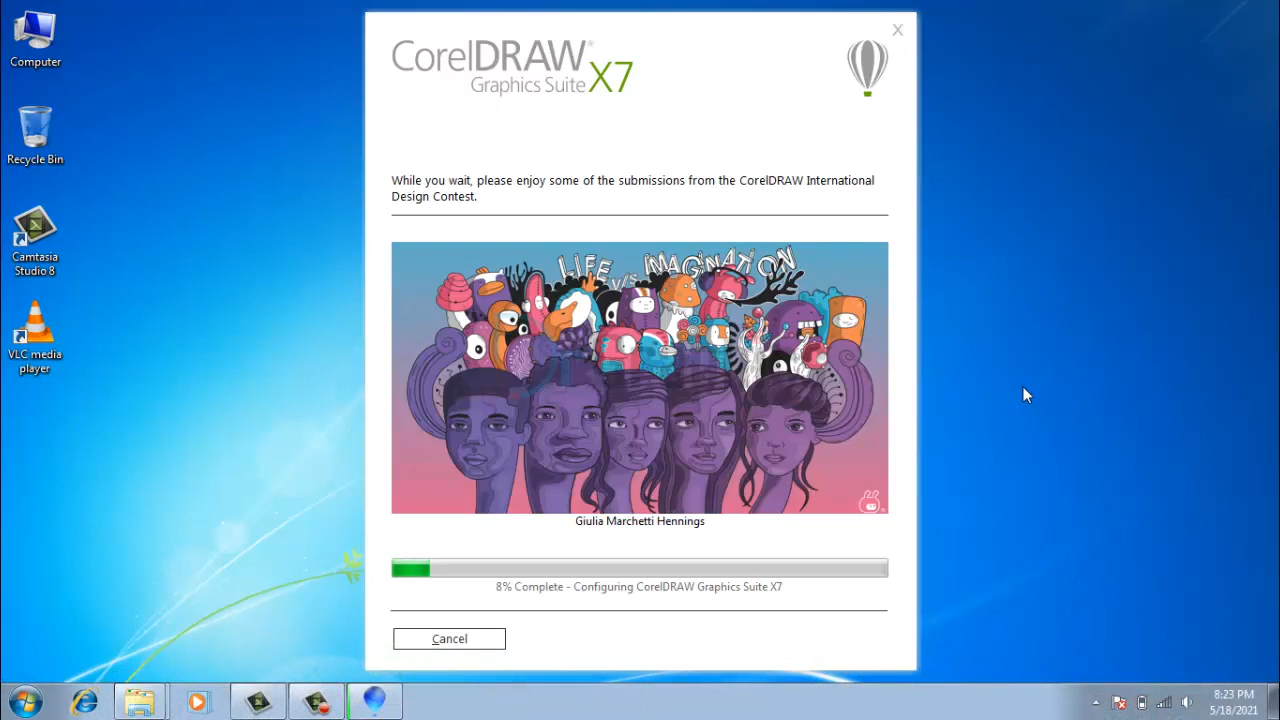 Computer
Recycle Bin
Camtasia
Studio 8
VLC media
player
CorelDRAW®
Graphics Suite X7
X
While you wait, please enjoy some of the submissions from the CorelDRAW International
Design Contest.
LIFE V/S IMAGINATION
Giulia Marchetti Hennings
8% Complete - Configuring CorelDRAW Graphics Suite X7
Cancel
8:23 PM
5/18/2021